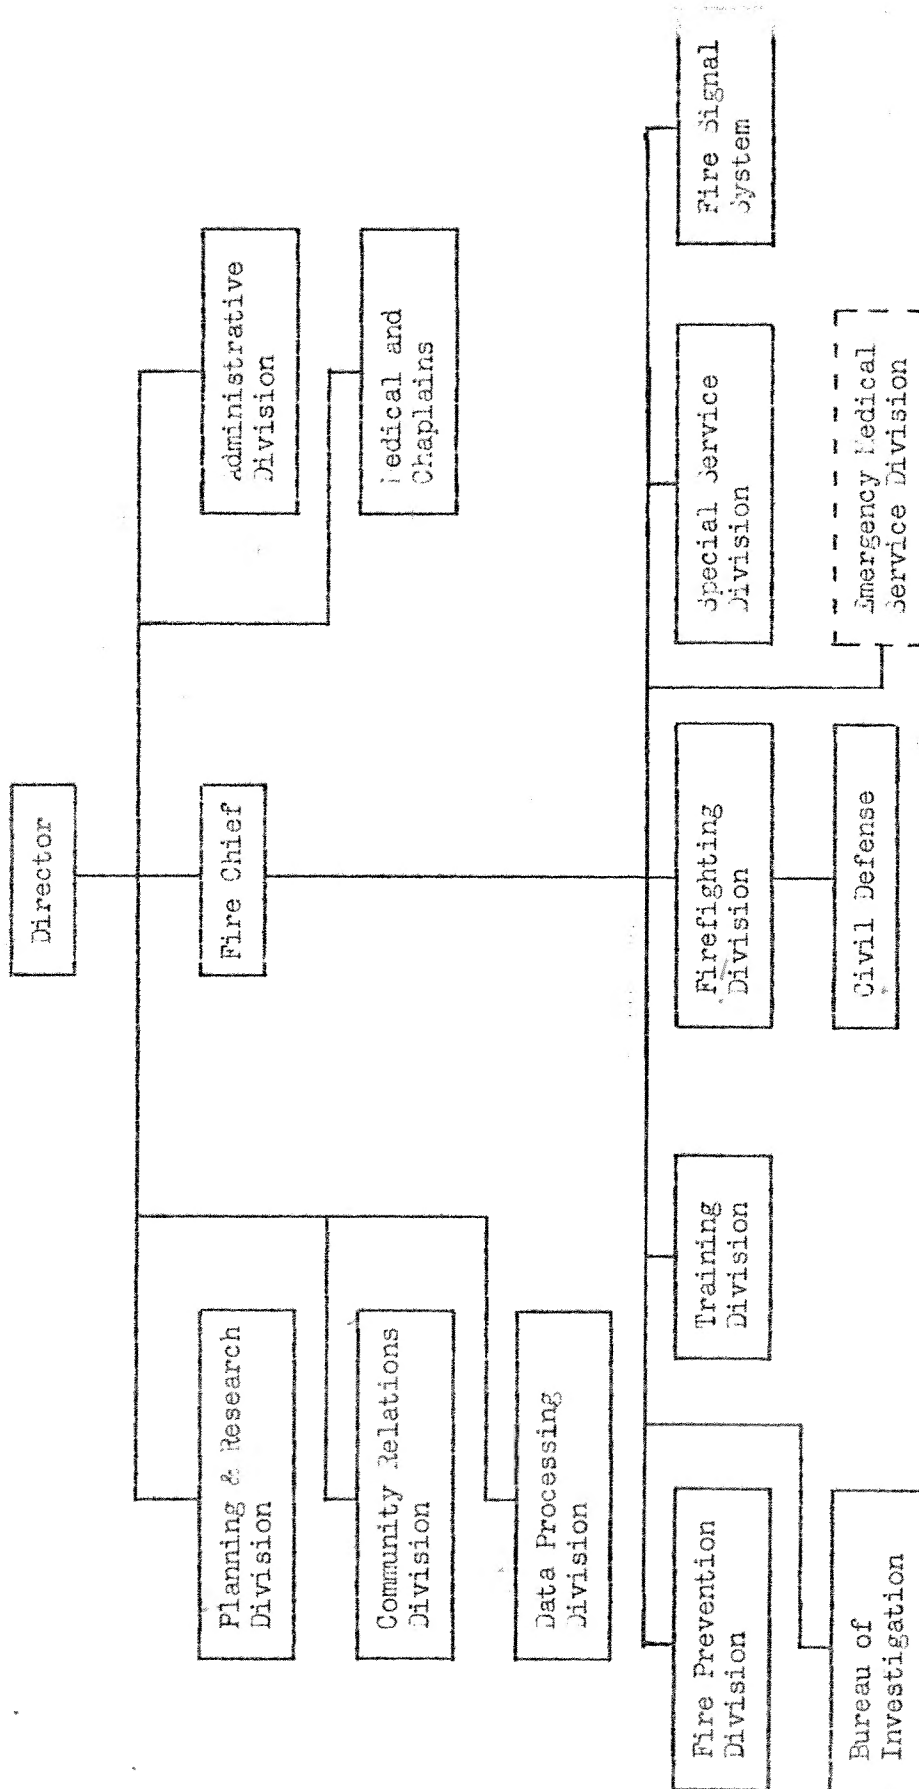 Director
Fire Chief
Administrative
Division
Medical and
Chaplains
Planning & Research
Division
Community Relations
Division
Data Processing
Division
Fire Prevention
Division
Bureau of
Investigation
Training
Division
Firefighting
Division
Civil Defense
Special Service
Division
Emergency Medical
Service Division
Fire Signal
System